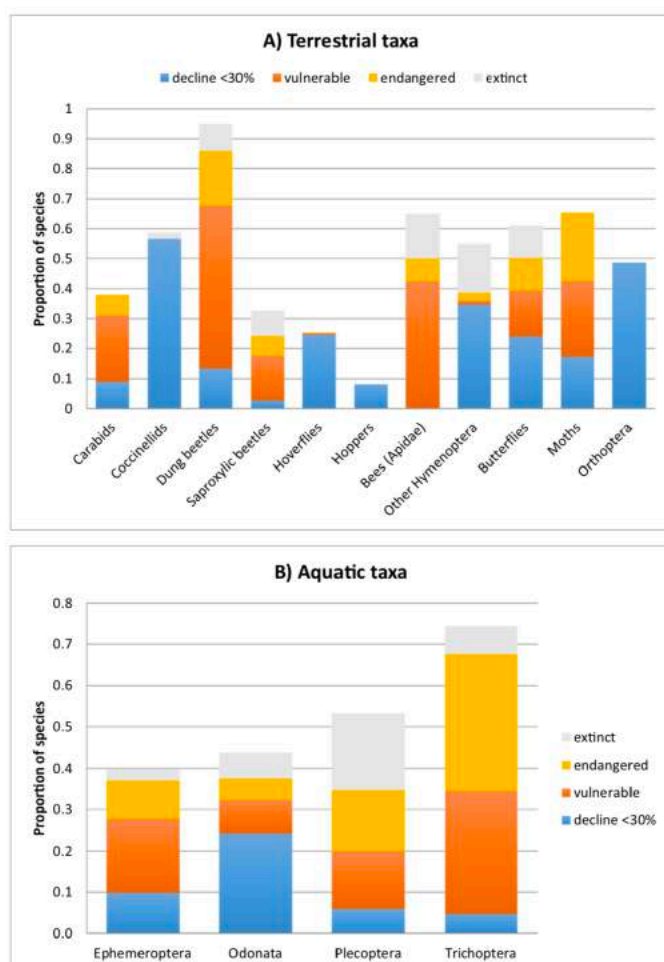 A) Terrestrial taxa
decline <30% vulnerable endangered extinct
1
0.9
0.8
0.7
0.6
0.5
0.4
0.3
0.2
0.1
0
Proportion of species
Carabids
Coccinellids
Dung beetles
Saproxylic beetles
Hoverflies
Hoppers
Bees (Apidae)
Other Hymenoptera
Butterflies
Moths
Orthoptera
B) Aquatic taxa
0.8
0.7
0.6
0.5
0.4
0.3
0.2
0.1
0.0
Proportion of species
Ephemeroptera Odonata Plecoptera Trichoptera
extinct
endangered
vulnerable
decline <30%